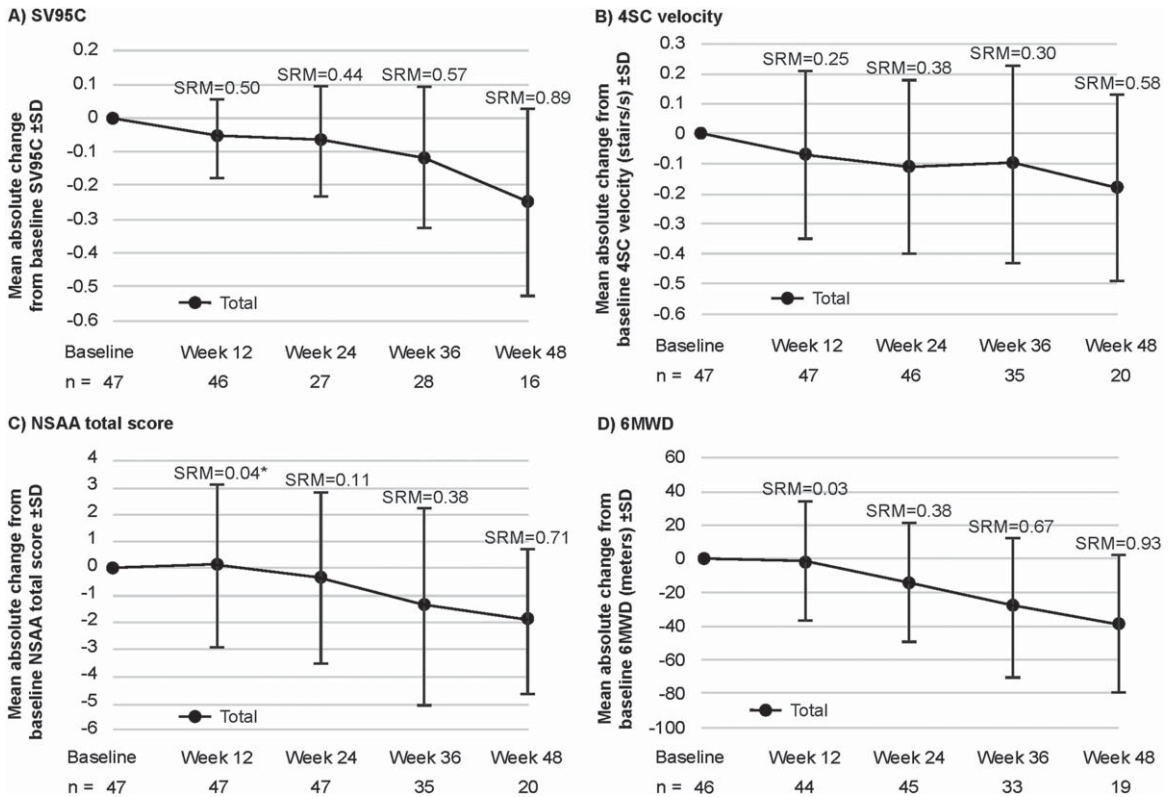 A) SV95C
Mean absolute change
from baseline SV95C ±SD
0.2
0.1
0
-0.1
-0.2
-0.3
-0.4
-0.5
-0.6
SRM=0.50
SRM=0.44
SRM=0.57
SRM=0.89
Total
Baseline Week 12 Week 24 Week 36 Week 48
n = 47 46 27 28 16
B) 4SC velocity
Mean absolute change from
baseline 4SC velocity (stairs/s) ±SD
0.3
0.2
0.1
0
-0.1
-0.2
-0.3
-0.4
-0.5
-0.6
SRM=0.25
SRM=0.38
SRM=0.30
SRM=0.58
Total
Baseline Week 12 Week 24 Week 36 Week 48
n = 47 47 46 35 20
C) NSAA total score
Mean absolute change from
baseline NSAA total score ±SD
4
3
2
1
0
-1
-2
-3
-4
-5
-6
SRM=0.04*
SRM=0.11
SRM=0.38
SRM=0.71
Total
Baseline Week 12 Week 24 Week 36 Week 48
n = 47 47 47 35 20
D) 6MWD
Mean absolute change from
baseline 6MWD (meters) ±SD
60
40
20
0
-20
-40
-60
-80
-100
SRM=0.03
SRM=0.38
SRM=0.67
SRM=0.93
Total
Baseline Week 12 Week 24 Week 36 Week 48
n = 46 44 45 33 19